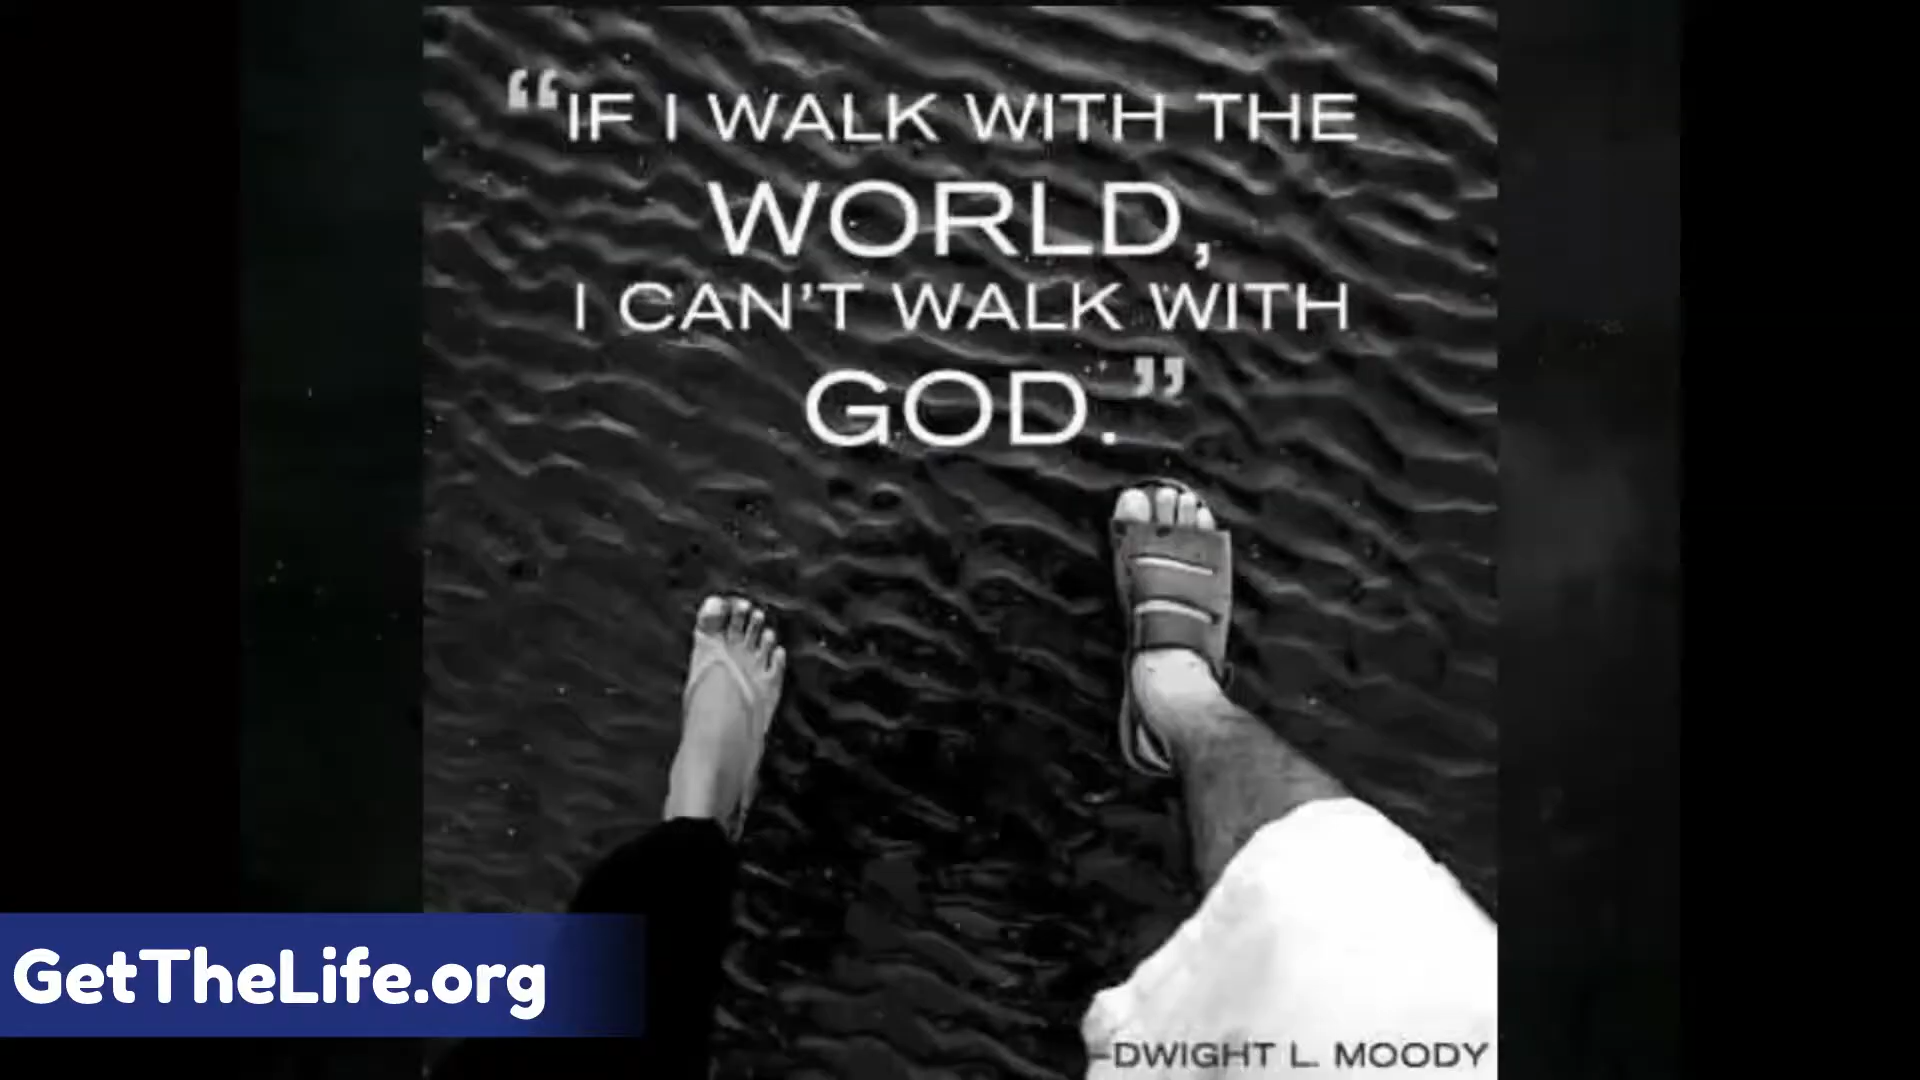 “IF I WALK WITH THE
WORLD,
I CAN’T WALK WITH
GOD.”
GetTheLife.org
–DWIGHT L. MOODY